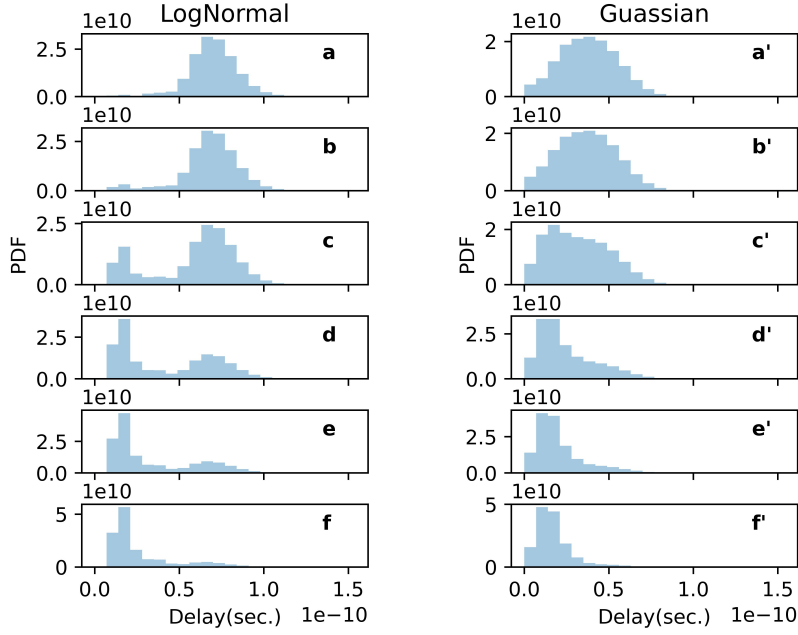 LogNormal Guassian
1e10 1e10
2.5 a 2 a'
0.0 0
1e10 1e10
2.5 b 2 b'
0.0 0
1e10 1e10
2.5 c 2 c'
PDF PDF
0.0 0
1e10 1e10
2.5 d 2.5 d'
0.0 0.0
1e10 1e10
2.5 e 2.5 e'
0.0 0.0
1e10 1e10
5 f 5 f'
0 0
0.0 0.5 1.0 1.5 0.0 0.5 1.0 1.5
Delay(sec.) 1e−10 Delay(sec.) 1e−10